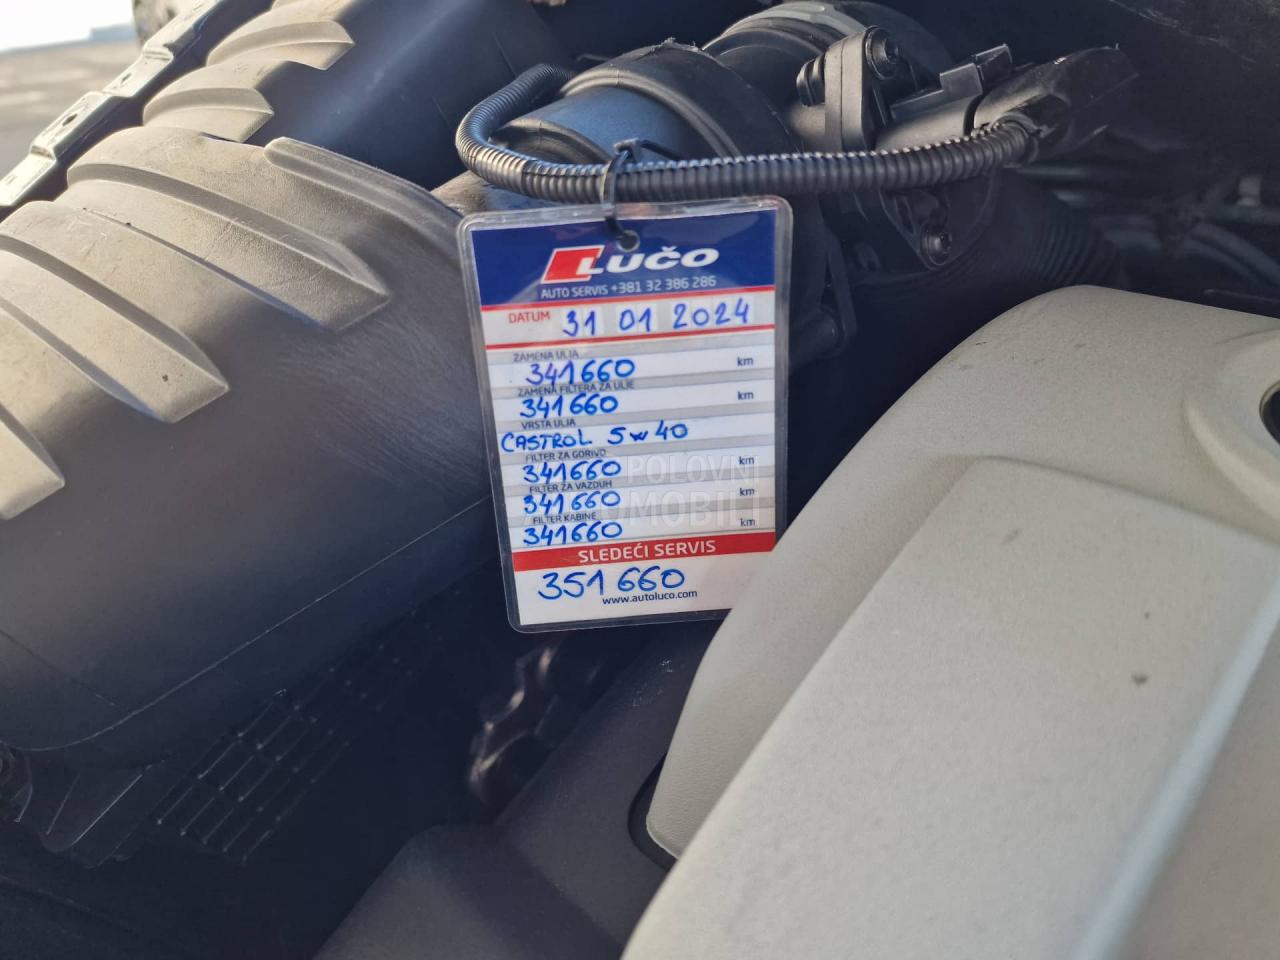 LUČO
AUTO SERVIS +381 32 386 286
DATUM 31 01 2024
ZAMENA ULJA
341660 km
ZAMENA FILTERA ZA ULJE
341660 km
VRSTA ULJA
CASTROL 5W40
FILTER ZA GORIVO
341660 km
FILTER ZA VAZDUH
341660 km
FILTER KABINE
341660 km
SLEDEĆI SERVIS
351660
www.autoluco.com
POLOVNI
AUTOMOBILI